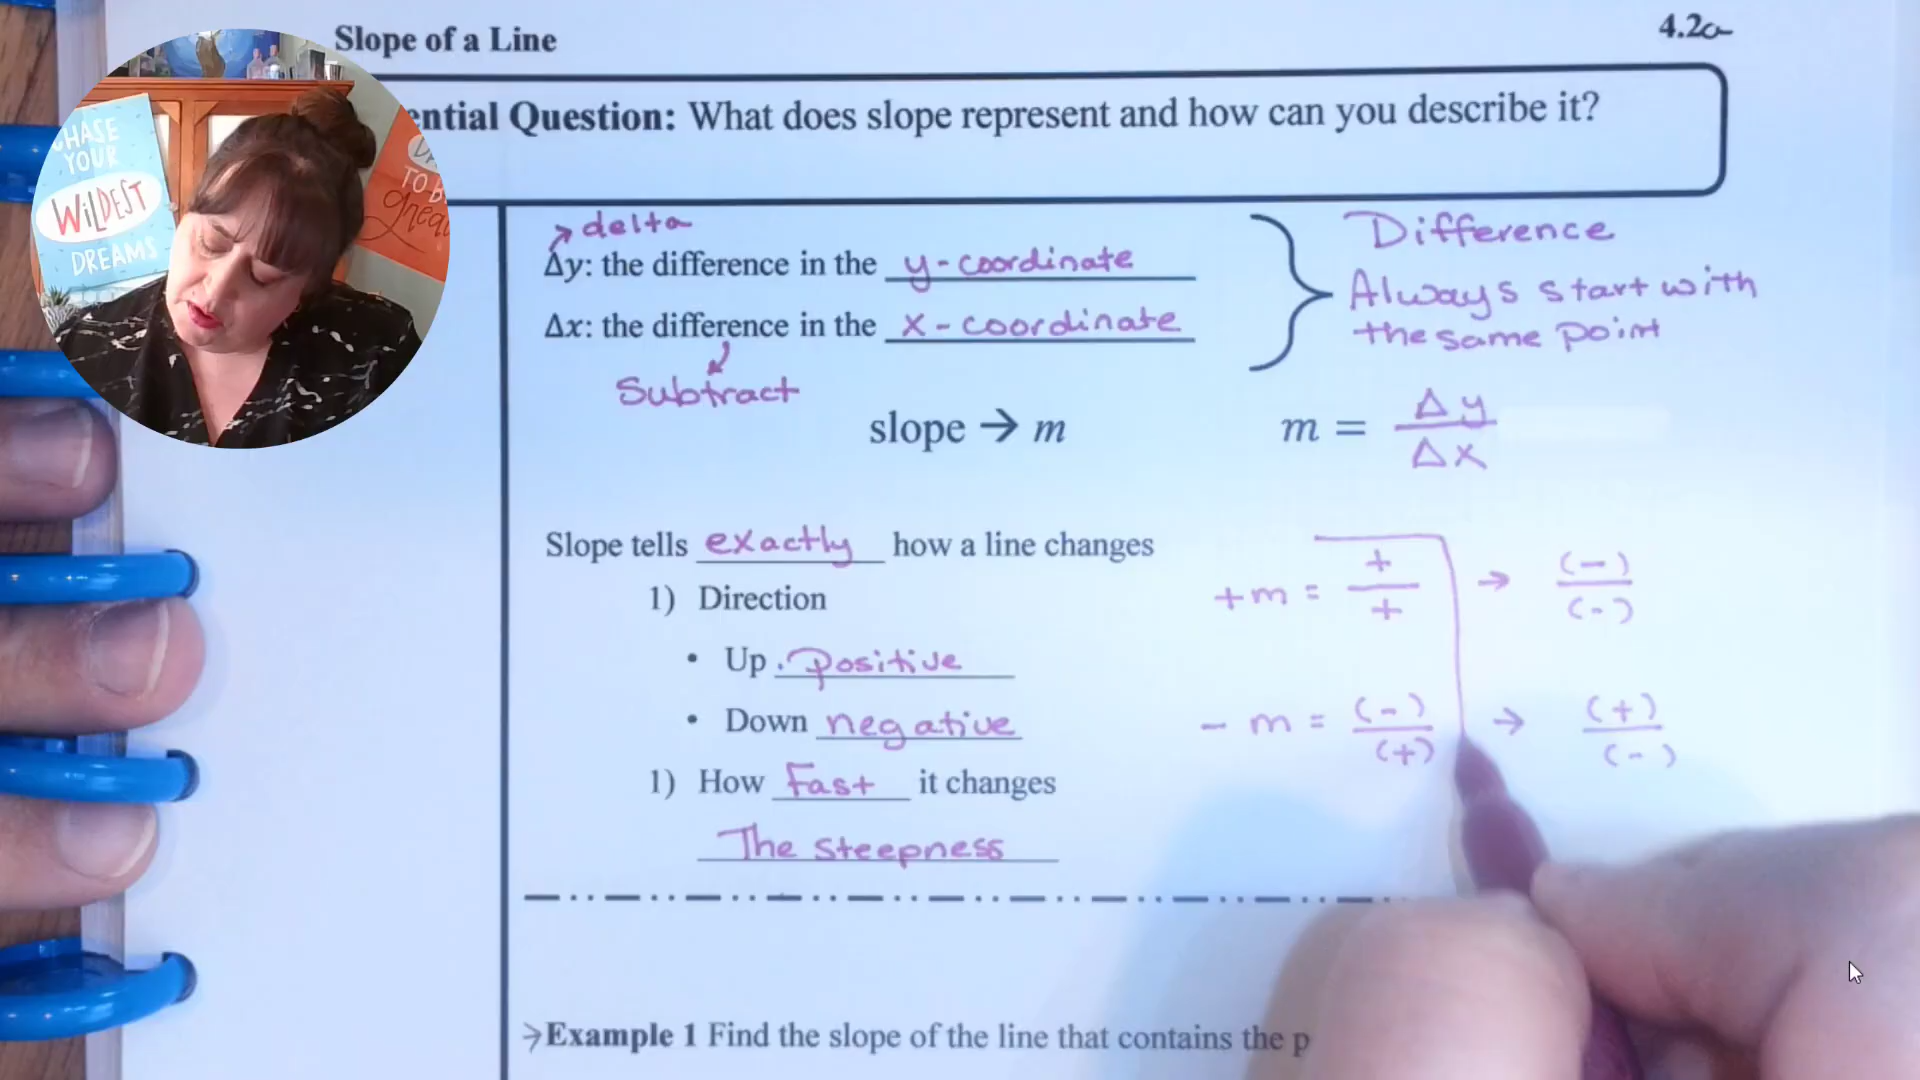 Slope of a Line
4.2a
ential Question: What does slope represent and how can you describe it?
CHASE
YOUR
WiLDEST
DREAMS
TO B
Great
delta
Δy: the difference in the y-coordinate
Δx: the difference in the x-coordinate
Subtract
Difference
Always start with
the same point
slope → m
m = Δy / Δx
Slope tells exactly how a line changes
1) Direction
• Up Positive
• Down negative
1) How Fast it changes
The steepness
+m = + / + → (-) / (-)
- m = (-) / (+) → (+) / (-)
→Example 1 Find the slope of the line that contains the p